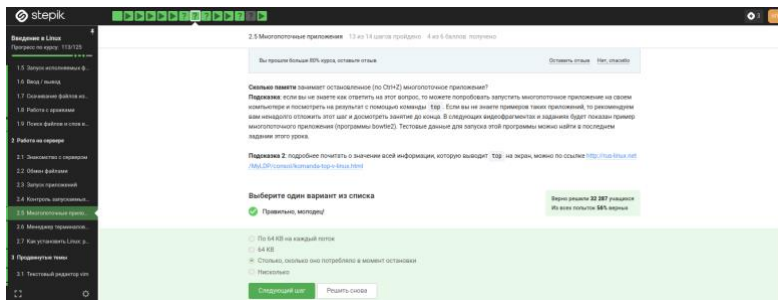 stepik
Введение в Linux
Прогресс по курсу: 113/125
1.5 Запуск исполняемых ф...
1.6 Ввод / вывод
1.7 Скачивание файлов из...
1.8 Работа с архивами
1.9 Поиск файлов и слов в...
2 Работа на сервере
2.1 Знакомство с сервером
2.2 Обмен файлами
2.3 Запуск приложений
2.4 Контроль запускаемых...
2.5 Многопоточные прило...
2.6 Менеджер терминалов...
2.7 Как установить Linux: р...
3 Продвинутые темы
3.1 Текстовый редактор vim
2.5 Многопоточные приложения 13 из 14 шагов пройдено 4 из 6 баллов получено
Вы прошли больше 80% курса, оставьте отзыв
Оставить отзыв Нет, спасибо
Сколько памяти занимает остановленное (по Ctrl+Z) многопоточное приложение?
Подсказка: если вы не знаете как ответить на этот вопрос, то можете попробовать запустить многопоточное приложение на своем
компьютере и посмотреть на результат с помощью команды top. Если вы не знаете примеров таких приложений, то рекомендуем
вам ненадолго отложить этот шаг и досмотреть занятие до конца. В следующих видеофрагментах и заданиях будет показан пример
многопоточного приложения (программы bowtie2). Тестовые данные для запуска этой программы можно найти в последнем
задании этого урока.
Подсказка 2: подробнее почитать о значении всей информации, которую выводит top на экран, можно по ссылке: http://rus-linux.net
/MyLDP/consol/komanda-top-v-linux.html
Выберите один вариант из списка
Правильно, молодец!
Верно решили 32 287 учащихся
Из всех попыток 56% верных
По 64 KB на каждый поток
64 KB
Столько, сколько оно потребляло в момент остановки
Нисколько
Следующий шаг
Решить снова